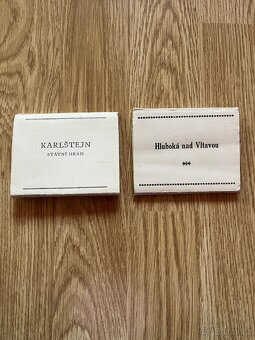 KARLŠTEJN
STÁTNÍ HRAD
Hluboká nad Vltavou